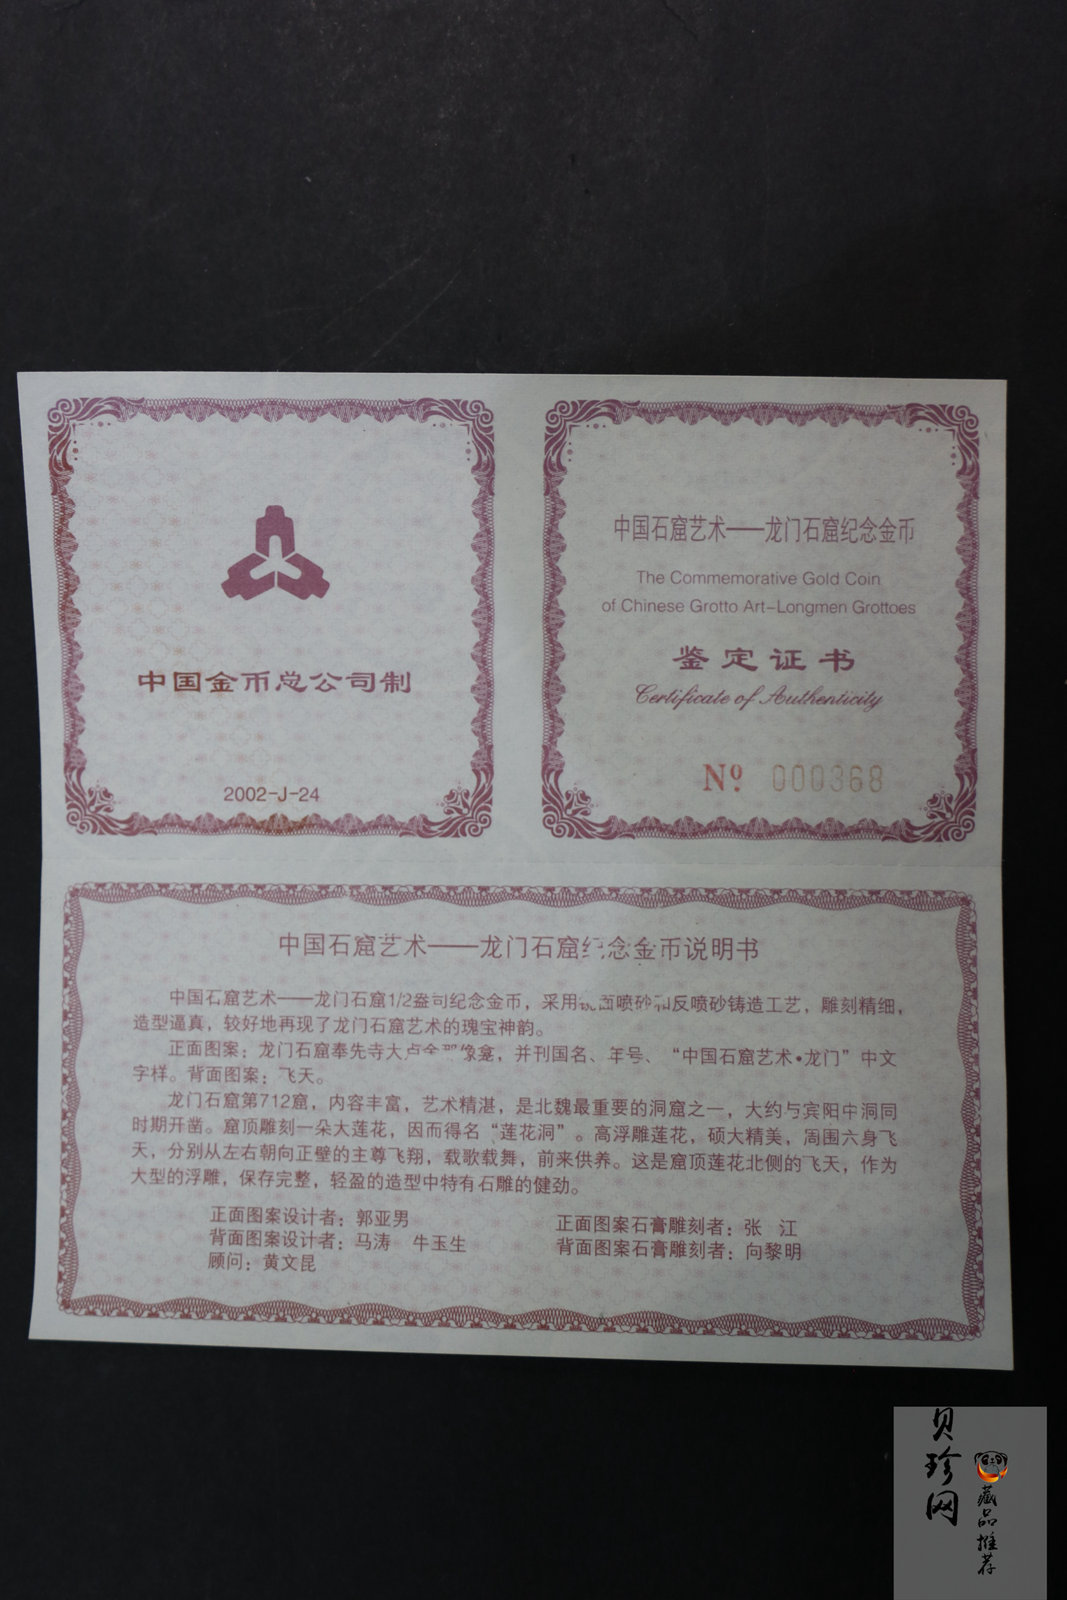 中国金币总公司制
2002-J-24
中国石窟艺术——龙门石窟纪念金币
The Commemorative Gold Coin
of Chinese Grotto Art-Longmen Grottoes
鉴定证书
Certificate of Authenticity
Nº 000368
中国石窟艺术——龙门石窟纪念金币说明书
中国石窟艺术——龙门石窟1/2盎司纪念金币，采用镜面喷砂和反喷砂铸造工艺，雕刻精细，
造型逼真，较好地再现了龙门石窟艺术的瑰宝神韵。
正面图案：龙门石窟奉先寺大卢全部像龛，并刊国名、年号、“中国石窟艺术•龙门”中文
字样。背面图案：飞天。
龙门石窟第712窟，内容丰富，艺术精湛，是北魏最重要的洞窟之一，大约与宾阳中洞同
时期开凿。窟顶雕刻一朵大莲花，因而得名“莲花洞”。高浮雕莲花，硕大精美，周围六身飞
天，分别从左右朝向正壁的主尊飞翔，载歌载舞，前来供养。这是窟顶莲花北侧的飞天，作为
大型的浮雕，保存完整，轻盈的造型中特有石雕的健劲。
正面图案设计者：郭亚男
背面图案设计者：马涛 牛玉生
顾问：黄文昆
正面图案石膏雕刻者：张 江
背面图案石膏雕刻者：向黎明
贝珍网
藏品推荐